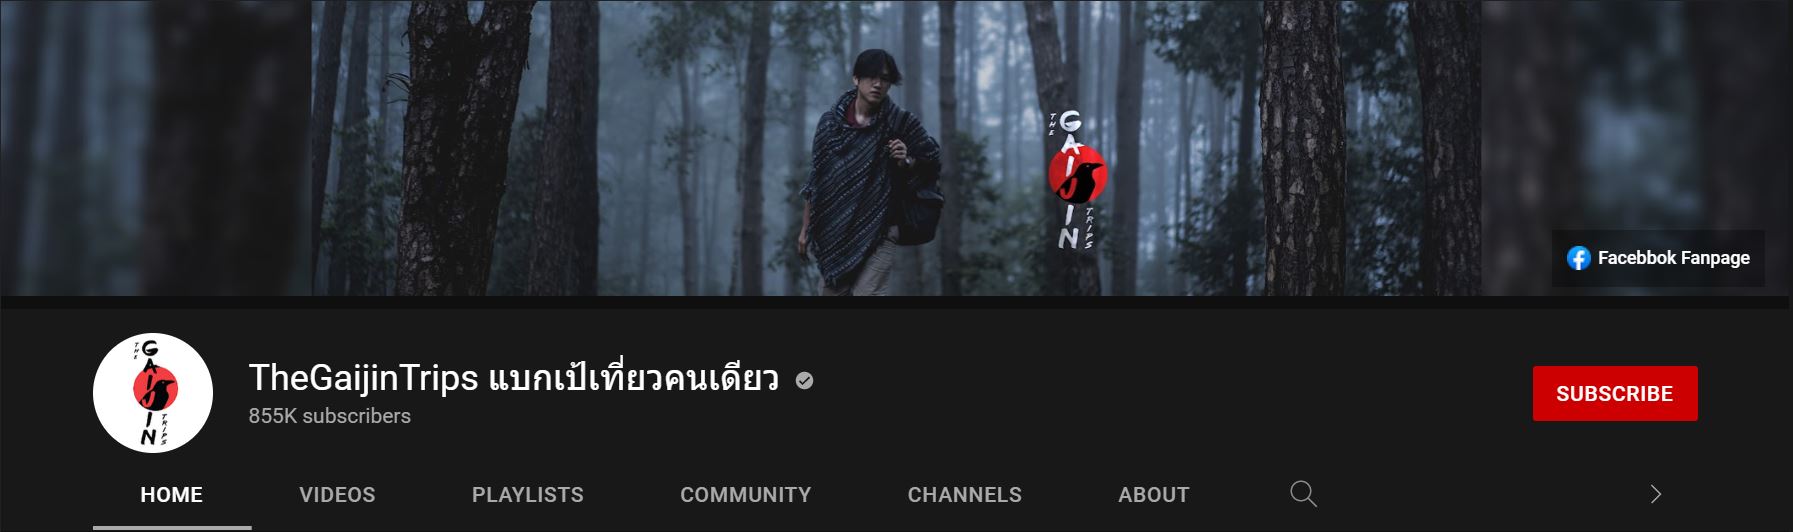 THE
GAIJIN
TRIPS
Facebbok Fanpage
THE
GAIJIN
TRIPS
TheGaijinTrips แบกเป้เที่ยวคนเดียว
855K subscribers
SUBSCRIBE
HOME VIDEOS PLAYLISTS COMMUNITY CHANNELS ABOUT